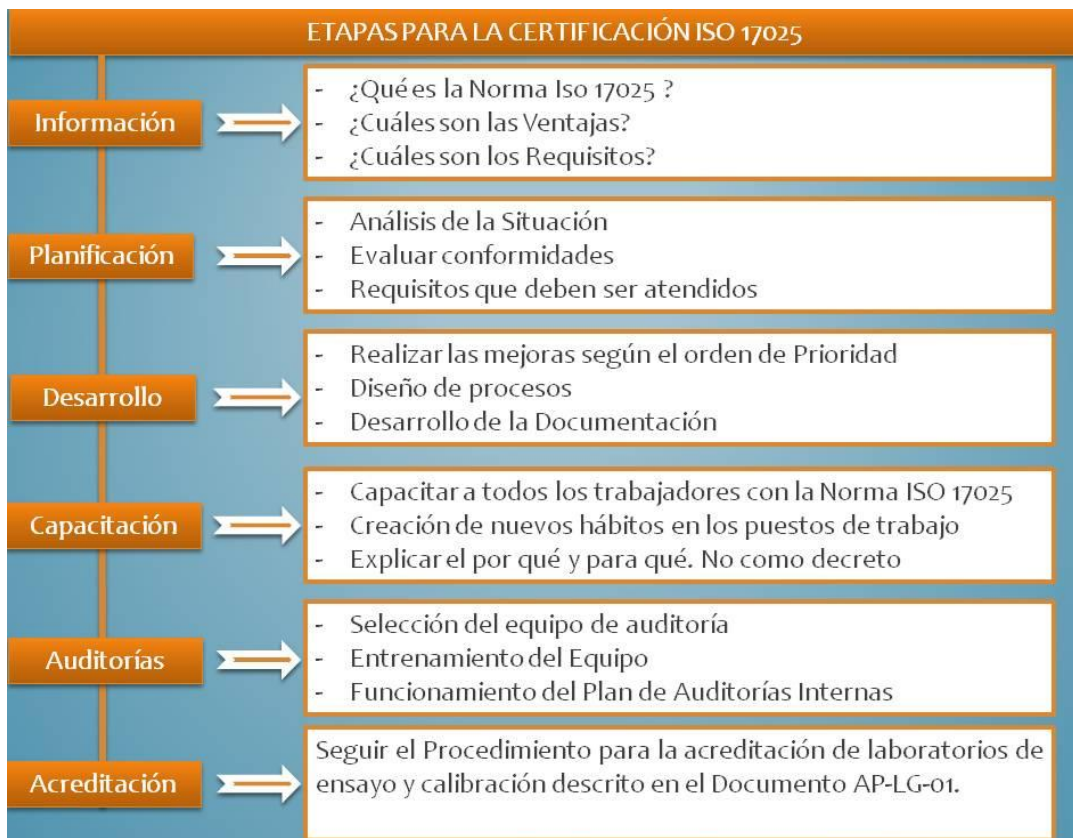 ETAPAS PARA LA CERTIFICACIÓN ISO 17025
Información
- ¿Qué es la Norma Iso 17025 ?
- ¿Cuáles son las Ventajas?
- ¿Cuáles son los Requisitos?
Planificación
- Análisis de la Situación
- Evaluar conformidades
- Requisitos que deben ser atendidos
Desarrollo
- Realizar las mejoras según el orden de Prioridad
- Diseño de procesos
- Desarrollo de la Documentación
Capacitación
- Capacitar a todos los trabajadores con la Norma ISO 17025
- Creación de nuevos hábitos en los puestos de trabajo
- Explicar el por qué y para qué. No como decreto
Auditorías
- Selección del equipo de auditoría
- Entrenamiento del Equipo
- Funcionamiento del Plan de Auditorías Internas
Acreditación
Seguir el Procedimiento para la acreditación de laboratorios de
ensayo y calibración descrito en el Documento AP-LG-01.